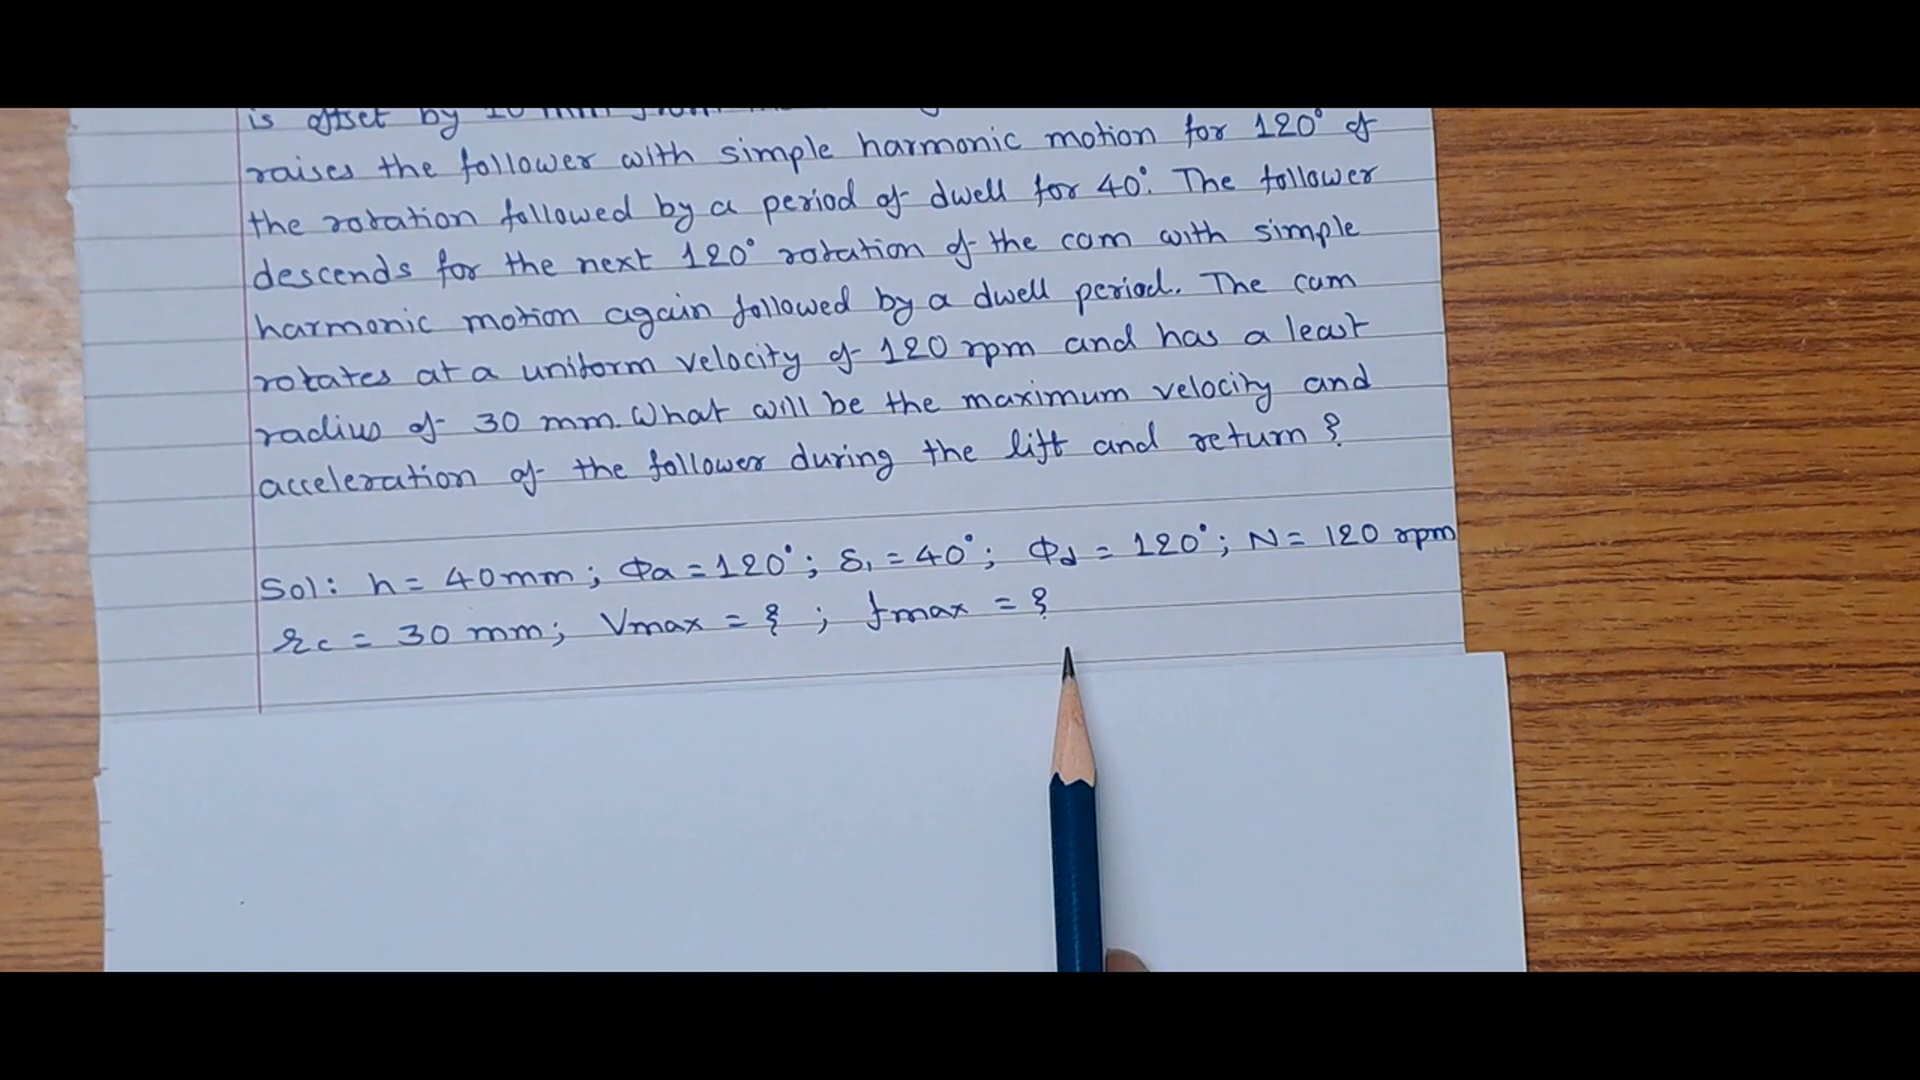 is offset by 10 mm from the
raises the follower with simple harmonic motion for 120° of
the rotation followed by a period of dwell for 40°. The follower
descends for the next 120° rotation of the cam with simple
harmonic motion again followed by a dwell period. The cam
rotates at a uniform velocity of 120 rpm and has a least
radius of 30 mm. What will be the maximum velocity and
acceleration of the follower during the lift and return ?
Sol: h = 40mm ; Φa = 120° ; δ₁ = 40° ; Φd = 120° ; N = 120 rpm
rc = 30 mm; Vmax = ? ; fmax = ?